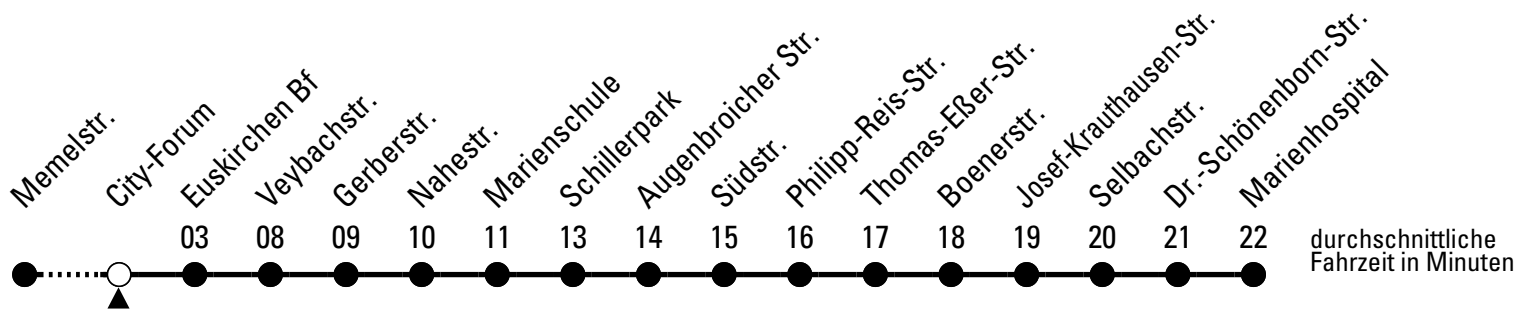 Memelstr.
City-Forum
Euskirchen Bf
Veybachstr.
Gerberstr.
Nahestr.
Marienschule
Schillerpark
Augenbroicher Str.
Südstr.
Philipp-Reis-Str.
Thomas-Eßer-Str.
Boenerstr.
Josef-Krauthausen-Str.
Selbachstr.
Dr.-Schönenborn-Str.
Marienhospital
03 08 09 10 11 13 14 15 16 17 18 19 20 21 22
durchschnittliche
Fahrzeit in Minuten